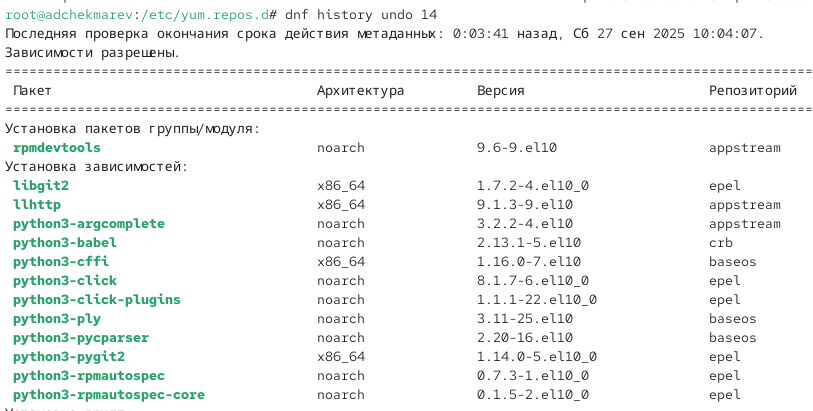 root@adchekmarev:/etc/yum.repos.d# dnf history undo 14
Последняя проверка окончания срока действия метаданных: 0:03:41 назад, Сб 27 сен 2025 10:04:07.
Зависимости разрешены.
================================================================================
Пакет Архитектура Версия Репозиторий
================================================================================
Установка пакетов группы/модуля:
rpmdevtools noarch 9.6-9.el10 appstream
Установка зависимостей:
libgit2 x86_64 1.7.2-4.el10_0 epel
llhttp x86_64 9.1.3-9.el10 appstream
python3-argcomplete noarch 3.2.2-4.el10 appstream
python3-babel noarch 2.13.1-5.el10 crb
python3-cffi x86_64 1.16.0-7.el10 baseos
python3-click noarch 8.1.7-6.el10_0 epel
python3-click-plugins noarch 1.1.1-22.el10_0 epel
python3-ply noarch 3.11-25.el10 baseos
python3-pycparser noarch 2.20-16.el10 baseos
python3-pygit2 x86_64 1.14.0-5.el10_0 epel
python3-rpmautospec noarch 0.7.3-1.el10_0 epel
python3-rpmautospec-core noarch 0.1.5-2.el10_0 epel